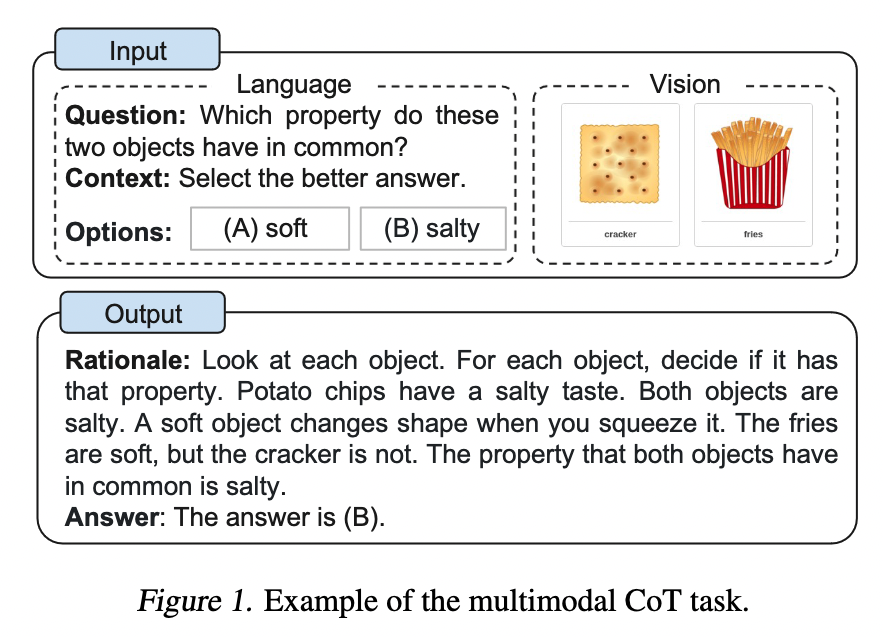 Input
Language
Question: Which property do these
two objects have in common?
Context: Select the better answer.
Options: (A) soft (B) salty
Vision
cracker fries
Output
Rationale: Look at each object. For each object, decide if it has
that property. Potato chips have a salty taste. Both objects are
salty. A soft object changes shape when you squeeze it. The fries
are soft, but the cracker is not. The property that both objects have
in common is salty.
Answer: The answer is (B).
Figure 1. Example of the multimodal CoT task.